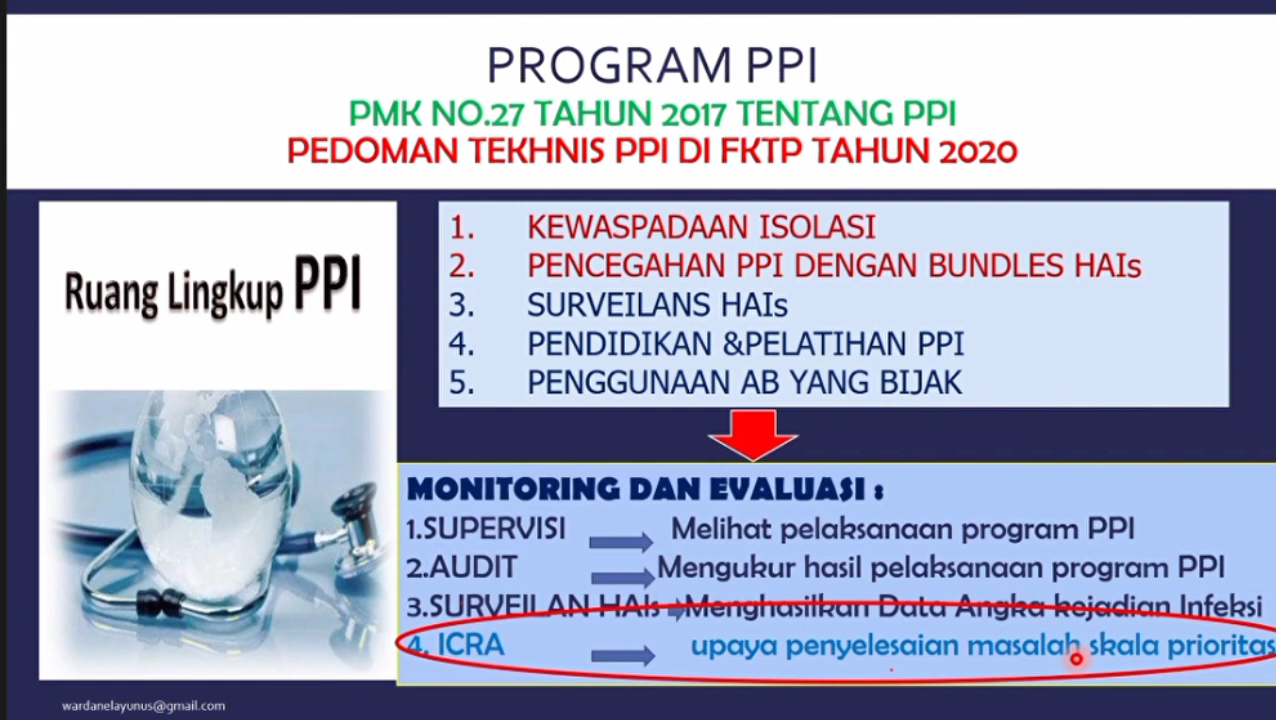 PROGRAM PPI
PMK NO.27 TAHUN 2017 TENTANG PPI
PEDOMAN TEKHNIS PPI DI FKTP TAHUN 2020
Ruang Lingkup PPI
1. KEWASPADAAN ISOLASI
2. PENCEGAHAN PPI DENGAN BUNDLES HAIs
3. SURVEILANS HAIs
4. PENDIDIKAN &PELATIHAN PPI
5. PENGGUNAAN AB YANG BIJAK
MONITORING DAN EVALUASI :
1.SUPERVISI Melihat pelaksanaan program PPI
2.AUDIT Mengukur hasil pelaksanaan program PPI
3.SURVEILAN HAIs Menghasilkan Data Angka kejadian Infeksi
4. ICRA upaya penyelesaian masalah skala prioritas
wardanelayunus@gmail.com